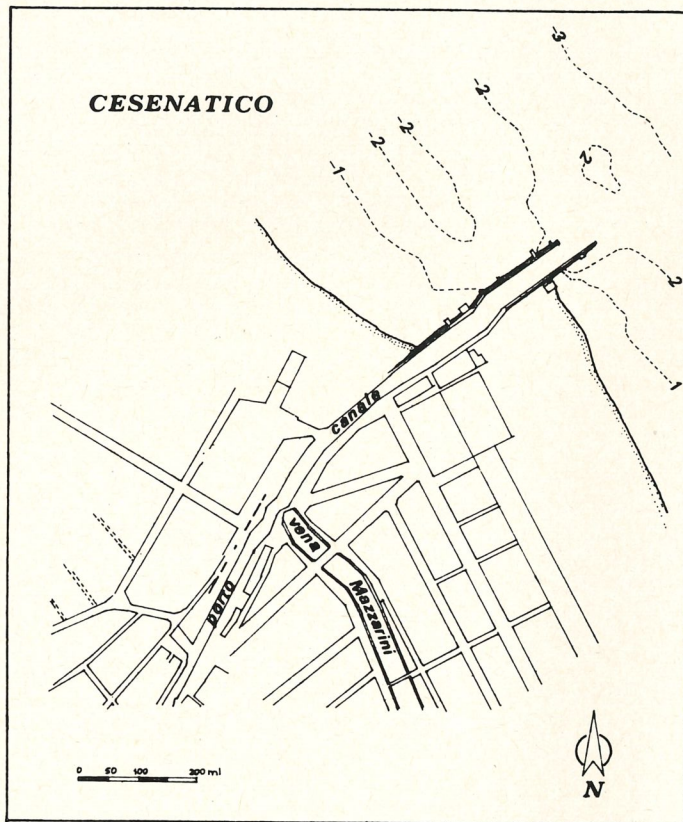 CESENATICO
-3
-2
-2
-2
-1
2
2
1
canale
porto
vena
Mazzarini
0 50 100 200 ml
N